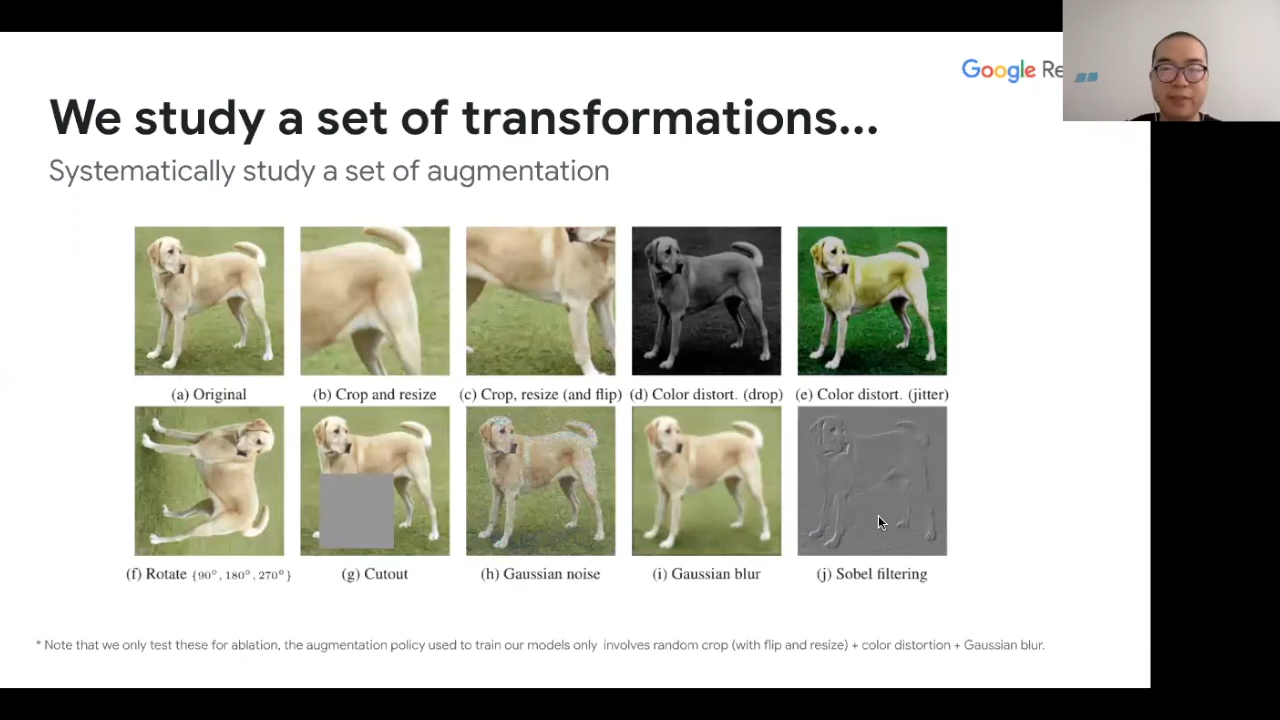 Google Re
We study a set of transformations...
Systematically study a set of augmentation
(a) Original
(b) Crop and resize
(c) Crop, resize (and flip)
(d) Color distort. (drop)
(e) Color distort. (jitter)
(f) Rotate {90°, 180°, 270°}
(g) Cutout
(h) Gaussian noise
(i) Gaussian blur
(j) Sobel filtering
* Note that we only test these for ablation, the augmentation policy used to train our models only involves random crop (with flip and resize) + color distortion + Gaussian blur.